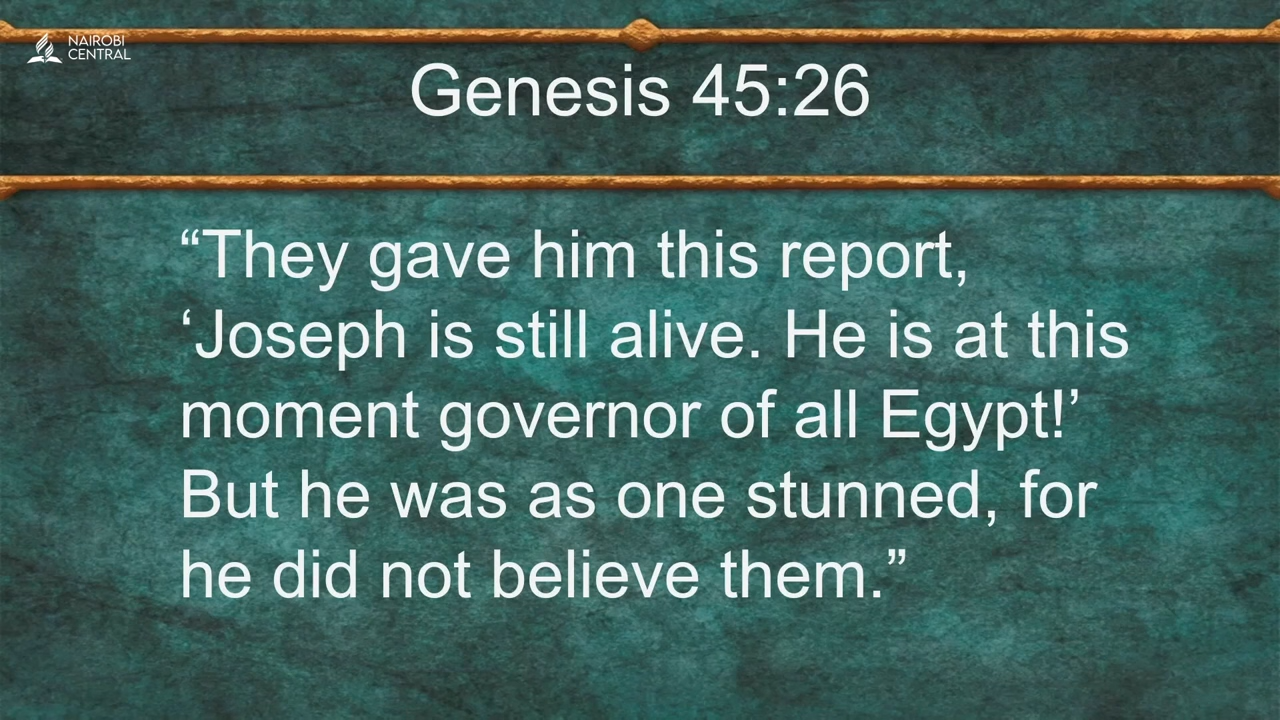 NAIROBI
CENTRAL
Genesis 45:26
“They gave him this report,
‘Joseph is still alive. He is at this
moment governor of all Egypt!’
But he was as one stunned, for
he did not believe them.”